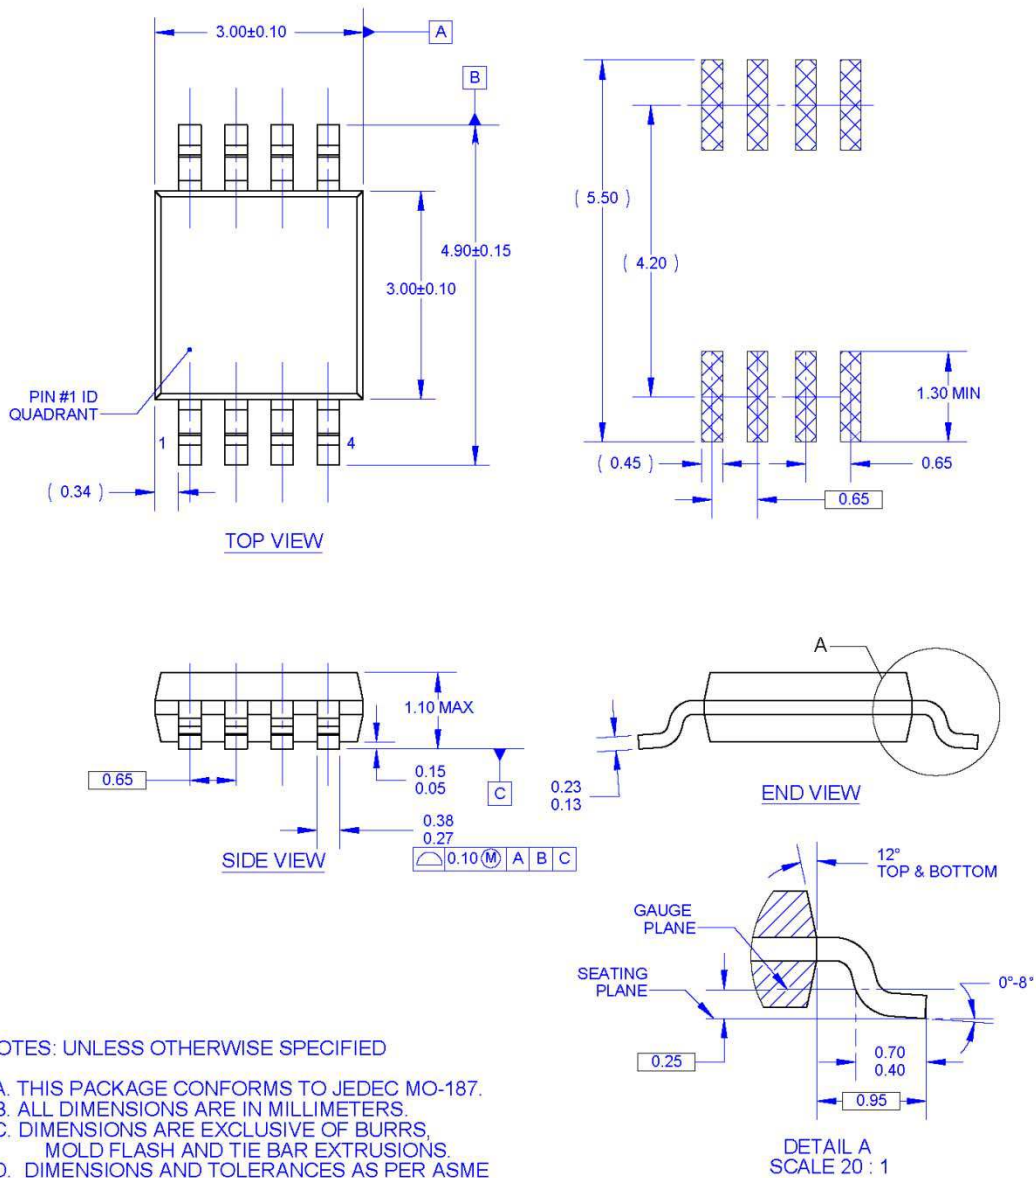 3.00±0.10
A
B
4.90±0.15
3.00±0.10
PIN #1 ID
QUADRANT
1
4
( 0.34 )
TOP VIEW
( 5.50 )
( 4.20 )
1.30 MIN
( 0.45 )
0.65
0.65
1.10 MAX
0.65
0.15
0.05
C
0.38
0.27
0.10 Ⓜ A B C
SIDE VIEW
A
0.23
0.13
END VIEW
12°
TOP & BOTTOM
GAUGE
PLANE
SEATING
PLANE
0°-8°
0.25
0.70
0.40
0.95
DETAIL A
SCALE 20 : 1
OTES: UNLESS OTHERWISE SPECIFIED
A. THIS PACKAGE CONFORMS TO JEDEC MO-187.
B. ALL DIMENSIONS ARE IN MILLIMETERS.
C. DIMENSIONS ARE EXCLUSIVE OF BURRS,
MOLD FLASH AND TIE BAR EXTRUSIONS.
D. DIMENSIONS AND TOLERANCES AS PER ASME